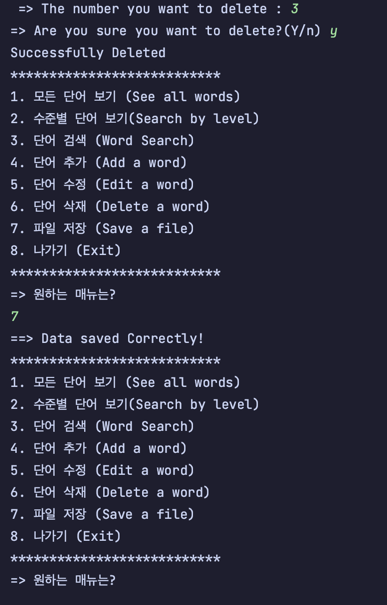 => The number you want to delete : 3
=> Are you sure you want to delete?(Y/n) y
Successfully Deleted
***************************
1. 모든 단어 보기 (See all words)
2. 수준별 단어 보기(Search by level)
3. 단어 검색 (Word Search)
4. 단어 추가 (Add a word)
5. 단어 수정 (Edit a word)
6. 단어 삭재 (Delete a word)
7. 파일 저장 (Save a file)
8. 나가기 (Exit)
***************************
=> 원하는 매뉴는?
7
==> Data saved Correctly!
***************************
1. 모든 단어 보기 (See all words)
2. 수준별 단어 보기(Search by level)
3. 단어 검색 (Word Search)
4. 단어 추가 (Add a word)
5. 단어 수정 (Edit a word)
6. 단어 삭재 (Delete a word)
7. 파일 저장 (Save a file)
8. 나가기 (Exit)
***************************
=> 원하는 매뉴는?